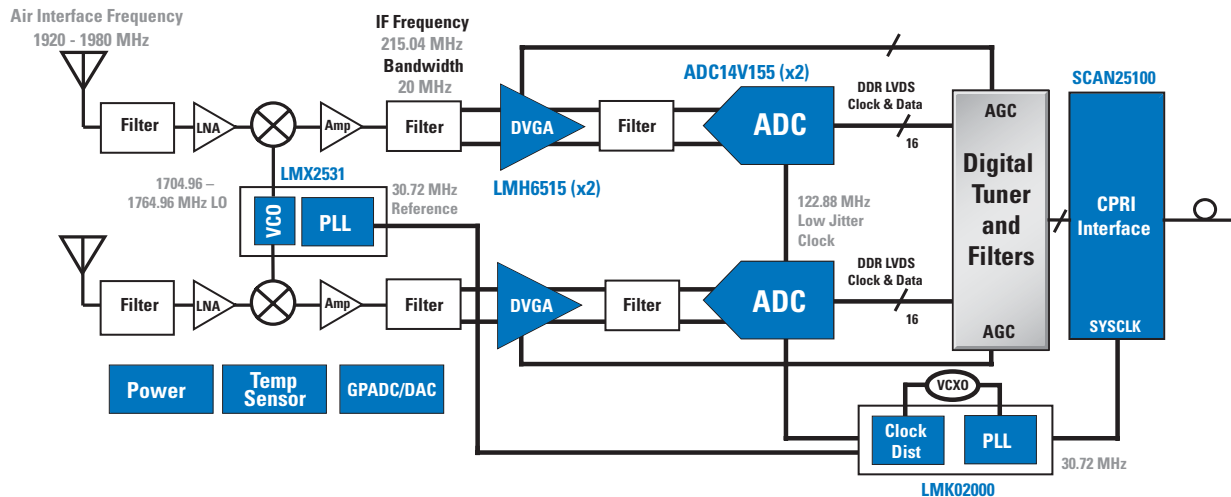 Air Interface Frequency
1920 - 1980 MHz
IF Frequency
215.04 MHz
Bandwidth
20 MHz
ADC14V155 (x2)
SCAN25100
Filter
LNA
Amp
Filter
DVGA
Filter
ADC
DDR LVDS
Clock & Data
16
AGC
Digital
Tuner
and
Filters
AGC
CPRI
Interface
SYSCLK
LMH6515 (x2)
1704.96 –
1764.96 MHz LO
LMX2531
VCO
PLL
30.72 MHz
Reference
122.88 MHz
Low Jitter
Clock
Filter
LNA
Amp
Filter
DVGA
Filter
ADC
DDR LVDS
Clock & Data
16
Power
Temp
Sensor
GPADC/DAC
VCXO
Clock
Dist
PLL
30.72 MHz
LMK02000